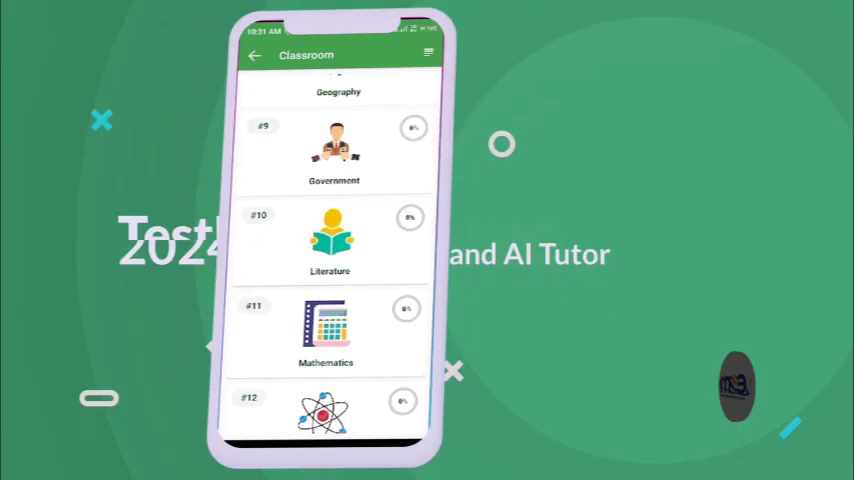 10:31 AM
Classroom
Geography
#9
0%
Government
#10
0%
Literature
#11
0%
Mathematics
#12
0%
2024
and AI Tutor